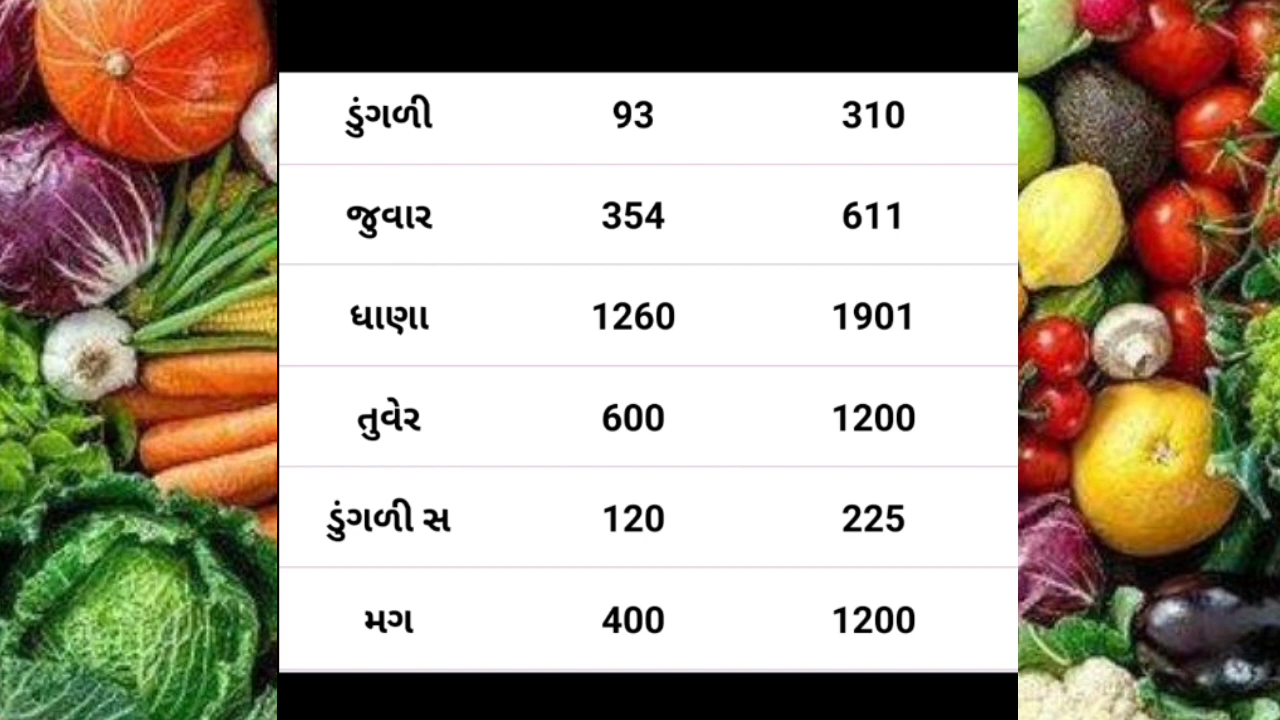 ડુંગળી 93 310
જુવાર 354 611
ધાણા 1260 1901
તુવેર 600 1200
ડુંગળી સ 120 225
મગ 400 1200